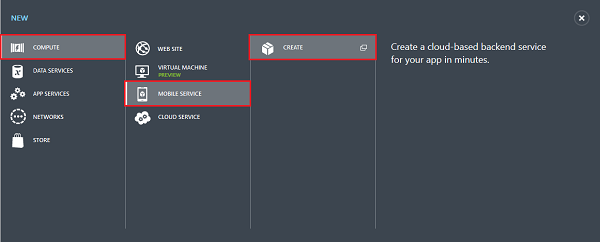 NEW
COMPUTE
DATA SERVICES
APP SERVICES
NETWORKS
STORE
WEB SITE
VIRTUAL MACHINE
PREVIEW
MOBILE SERVICE
CLOUD SERVICE
CREATE
Create a cloud-based backend service
for your app in minutes.